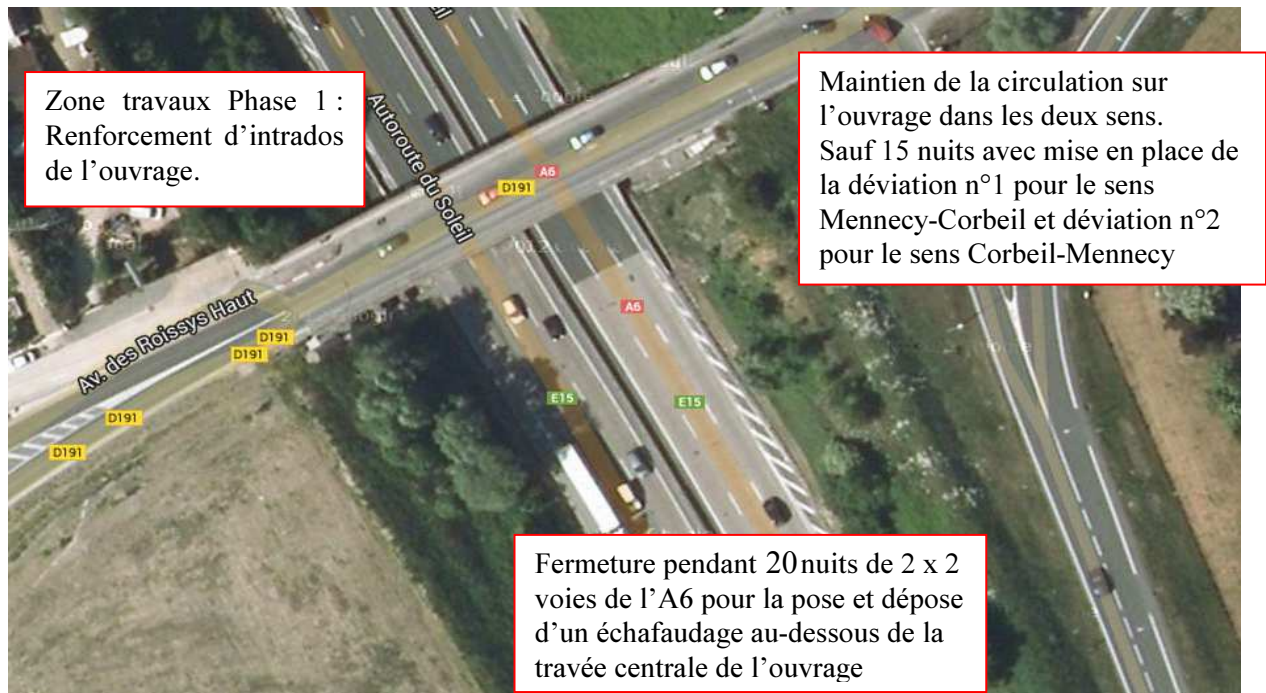 Zone travaux Phase 1 :
Renforcement d’intrados
de l’ouvrage.
Maintien de la circulation sur
l’ouvrage dans les deux sens.
Sauf 15 nuits avec mise en place de
la déviation n°1 pour le sens
Mennecy-Corbeil et déviation n°2
pour le sens Corbeil-Mennecy
Autoroute du Soleil
A6
D191
A6
Av. des Roissys Haut
D191
D191
D191
D191
E15
E15
Fermeture pendant 20 nuits de 2 x 2
voies de l’A6 pour la pose et dépose
d’un échafaudage au-dessous de la
travée centrale de l’ouvrage